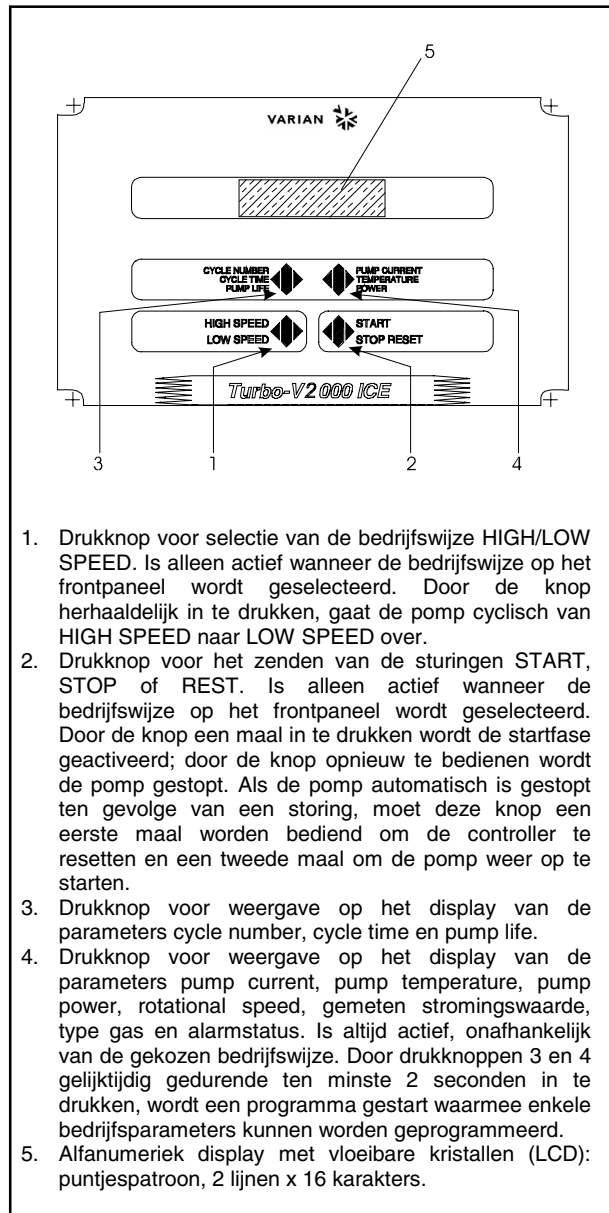 5
VARIAN
CYCLE NUMBER
CYCLE TIME
PUMP LIFE
PUMP CURRENT
TEMPERATURE
POWER
HIGH SPEED
LOW SPEED
START
STOP RESET
Turbo-V2000 ICE
3 1 2 4
1. Drukknop voor selectie van de bedrijfswijze HIGH/LOW
SPEED. Is alleen actief wanneer de bedrijfswijze op het
frontpaneel wordt geselecteerd. Door de knop
herhaaldelijk in te drukken, gaat de pomp cyclisch van
HIGH SPEED naar LOW SPEED over.
2. Drukknop voor het zenden van de sturingen START,
STOP of REST. Is alleen actief wanneer de
bedrijfswijze op het frontpaneel wordt geselecteerd.
Door de knop een maal in te drukken wordt de startfase
geactiveerd; door de knop opnieuw te bedienen wordt
de pomp gestopt. Als de pomp automatisch is gestopt
ten gevolge van een storing, moet deze knop een
eerste maal worden bediend om de controller te
resetten en een tweede maal om de pomp weer op te
starten.
3. Drukknop voor weergave op het display van de
parameters cycle number, cycle time en pump life.
4. Drukknop voor weergave op het display van de
parameters pump current, pump temperature, pump
power, rotational speed, gemeten stromingswaarde,
type gas en alarmstatus. Is altijd actief, onafhankelijk
van de gekozen bedrijfswijze. Door drukknoppen 3 en 4
gelijktijdig gedurende ten minste 2 seconden in te
drukken, wordt een programma gestart waarmee enkele
bedrijfsparameters kunnen worden geprogrammeerd.
5. Alfanumeriek display met vloeibare kristallen (LCD):
puntjespatroon, 2 lijnen x 16 karakters.